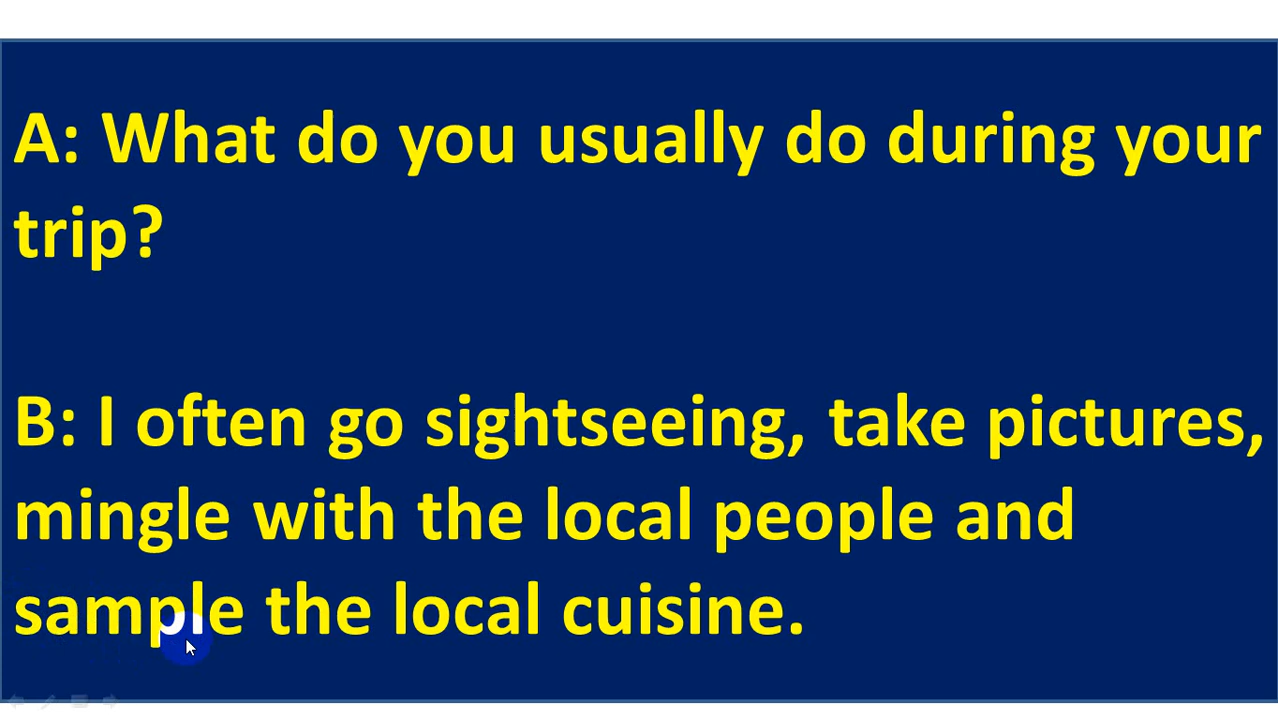 A: What do you usually do during your
trip?
B: I often go sightseeing, take pictures,
mingle with the local people and
sample the local cuisine.